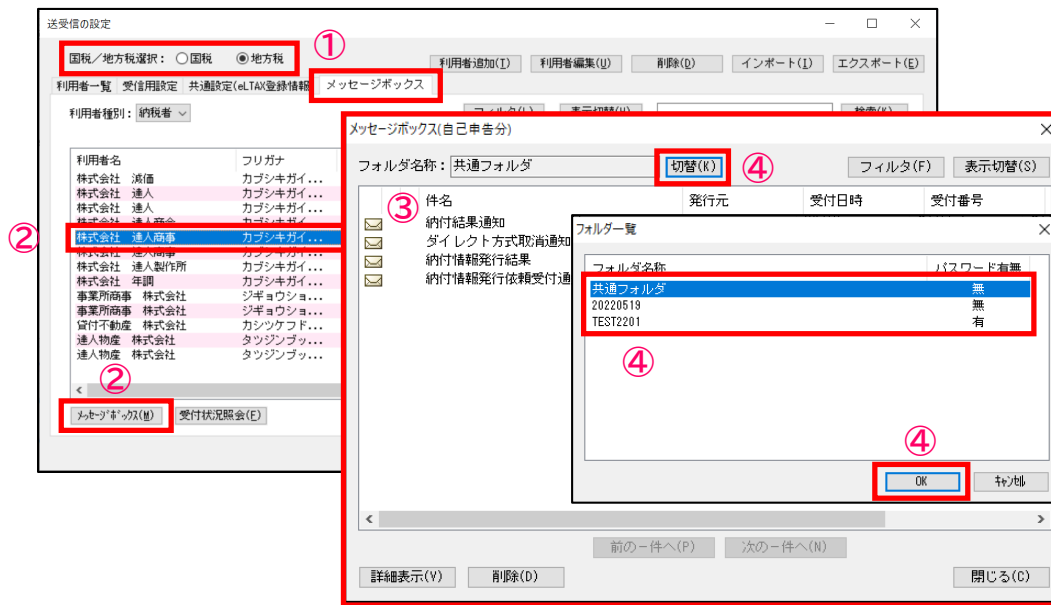 送受信の設定
①
国税/地方税選択： 国税 地方税
利用者追加(I) 利用者編集(U) 削除(D) インポート(I) エクスポート(E)
利用者一覧 受信用設定 共通設定(eLTAX登録情報 メッセージボックス
利用者種別： 納税者
利用者名 フリガナ
株式会社 減価 カブシキガイ...
株式会社 達人 カブシキガイ...
株式会社 達人 カブシキガイ...
②
株式会社 達人商事 カブシキガイ...
株式会社 達人製作所 カブシキガイ...
株式会社 年調 カブシキガイ...
事業所商事 株式会社 ジギョウショ...
事業所商事 株式会社 ジギョウショ...
貸付不動産 株式会社 カシツケフド...
達人物産 株式会社 タツジンブッ...
達人物産 株式会社 タツジンブッ...
②
メッセージボックス(M) 受付状況照会(F)
メッセージボックス(自己申告分)
フォルダ名称： 共通フォルダ 切替(K) ④ フィルタ(F) 表示切替(S)
③
件名 発行元 受付日時 受付番号
納付結果通知
ダイレクト方式取消通知
納付情報発行結果
納付情報発行依頼受付通
フォルダ一覧
フォルダ名称 パスワード有無
共通フォルダ 無
20220519 無
TEST2201 有
④
④
OK キャンセル
前の一件へ(P) 次の一件へ(N)
詳細表示(V) 削除(D) 閉じる(C)